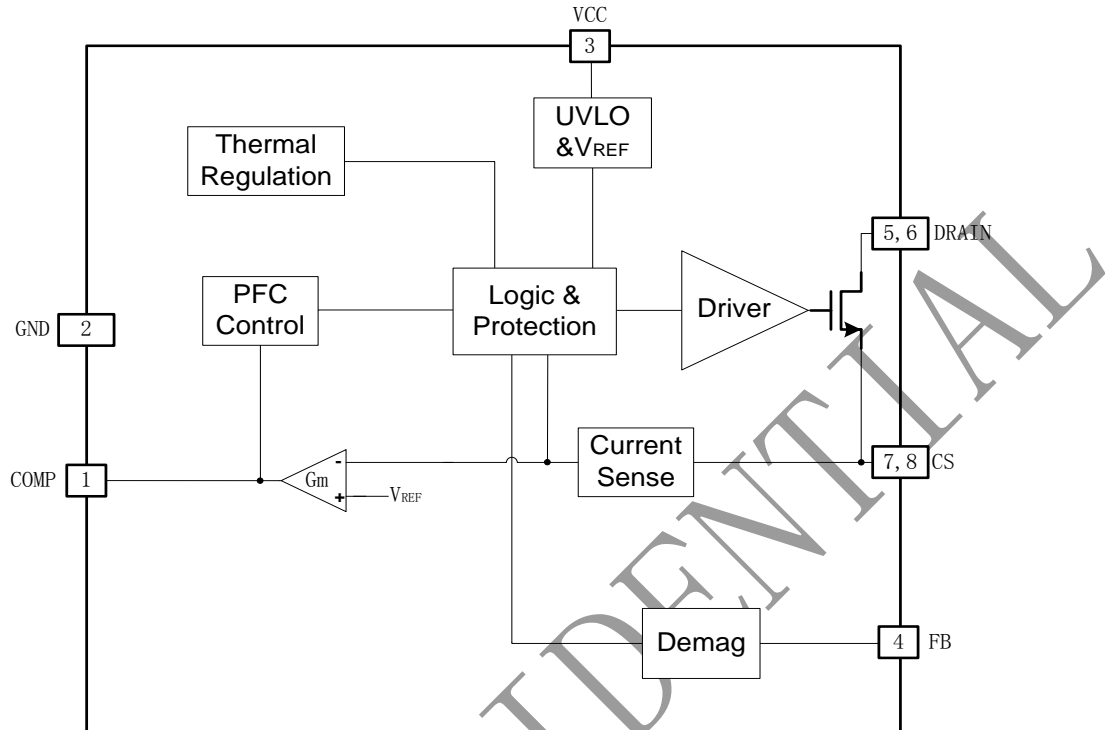 VCC
3
UVLO
&VREF
Thermal
Regulation
5, 6 DRAIN
PFC
Control
Logic &
Protection
Driver
GND 2
Current
Sense
COMP 1
-
Gm
+
VREF
7, 8 CS
Demag
4 FB
IDENTIAL